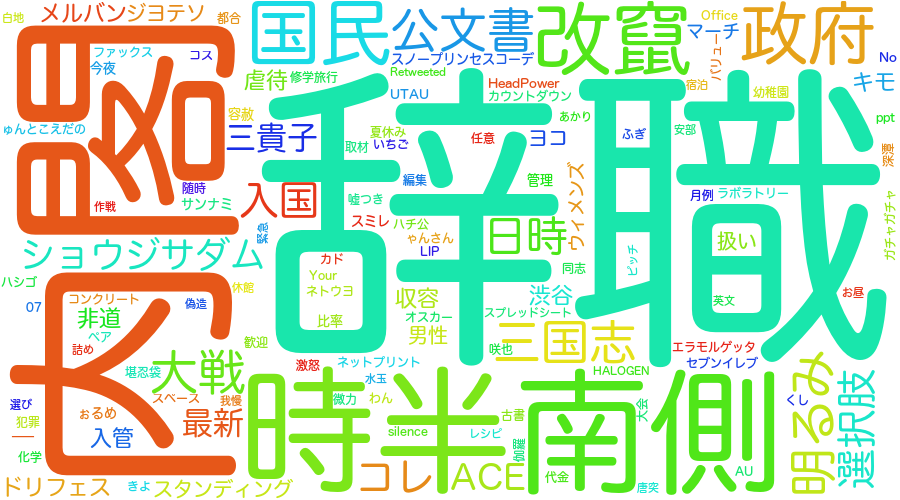 白地
メルバン
ジヨテソ
都合
国民
公文書
改竄
政府
Office
マーチ
バリュー
No
ファックス
コス
今夜
スノープリンセスコーデ
虐待
修学旅行
Retweeted
HeadPower
カウントダウン
宿泊
キモ
幼稚園
UTAU
容赦
三貴子
夏休み
いちご
取材
任意
ヨコ
あかり
ふぎ
安部
ppt
ゅんとこえだの
内閣
辞職
深澤
随時
サンナミ
入国
作戦
編集
管理
ウィメンズ
月例
ラボラトリー
嘘つき
スミレ
ハチ公
ゃんさん
LIP
日時
緊急
扱い
ガチャガチャ
ショウジサダム
カド
Your
ネトウヨ
同志
ピッチ
ハシゴ
07
コンクリート
偽造
休館
収容
オスカー
渋谷
スプレッドシート
英文
お昼
非道
ペア
詰め
比率
男性
歓迎
三国志
咲也
エラモルゲッタ
セブンイレブ
堪忍袋
大戦
激怒
ネットプリント
水玉
HALOGEN
明るみ
選択肢
選び
ぉるめ
スペース
我慢
微力
わん
時半
南側
くし
犯罪
一
入管
最新
silence
レシピ
古書
大会
化学
伽羅
コレ
ACE
代金
唐突
AU
ドリフェス
きよ
スタンディング